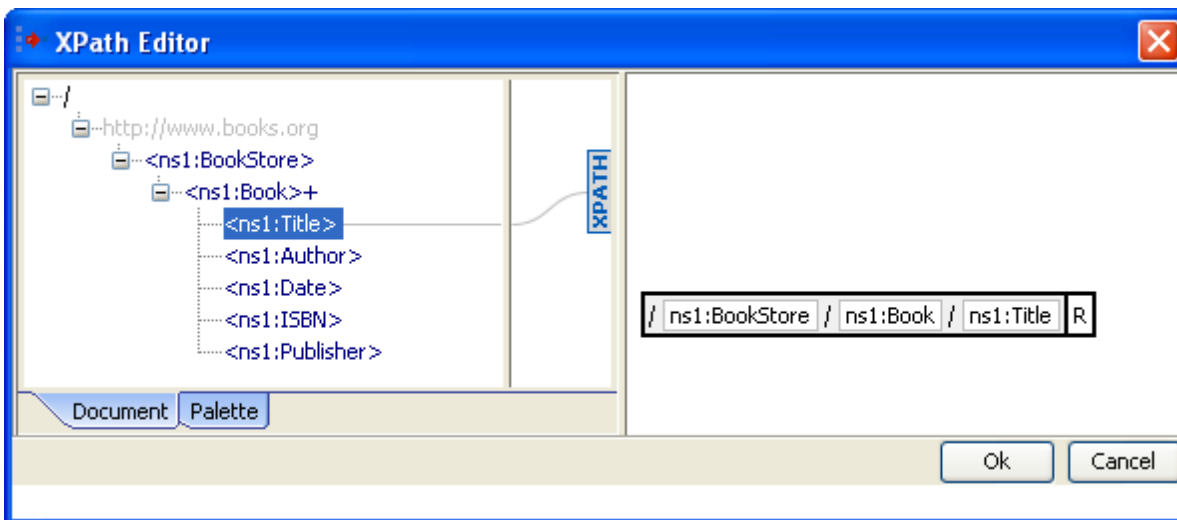 XPath Editor
/
http://www.books.org
<ns1:BookStore>
<ns1:Book>+
<ns1:Title>
<ns1:Author>
<ns1:Date>
<ns1:ISBN>
<ns1:Publisher>
Document Palette
XPATH
/ ns1:BookStore / ns1:Book / ns1:Title R
Ok Cancel